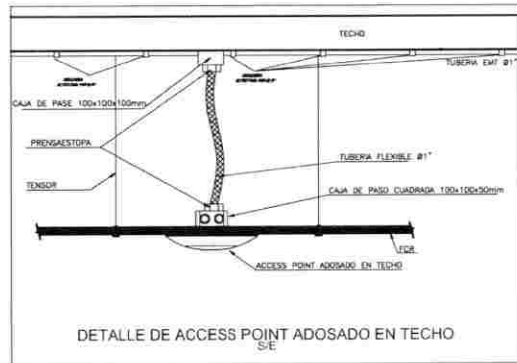 TECHO
TUBERIA EMT Ø1"
CAJA DE PASE 100x100x100mm
PRENSAESTOPA
TUBERIA FLEXIBLE Ø1"
TENSOR
CAJA DE PASO CUADRADA 100x100x50mm
FCR
ACCESS POINT ADOSADO EN TECHO
DETALLE DE ACCESS POINT ADOSADO EN TECHO
S/E